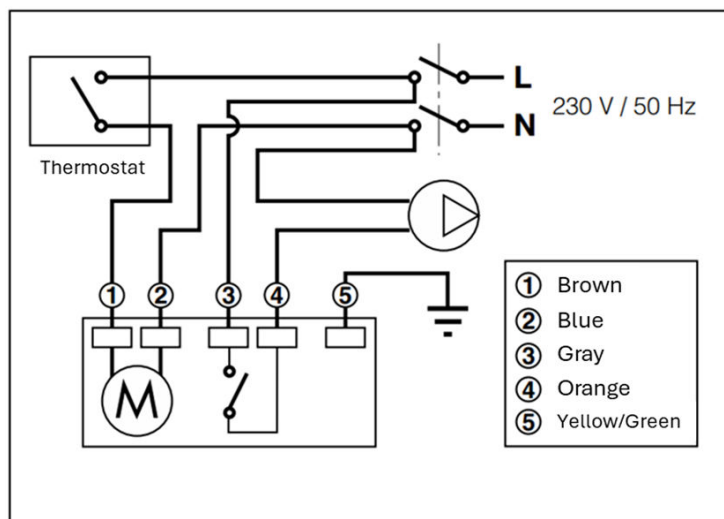 L
230 V / 50 Hz
N
Thermostat
1 2 3 4 5
M
① Brown
② Blue
③ Gray
④ Orange
⑤ Yellow/Green